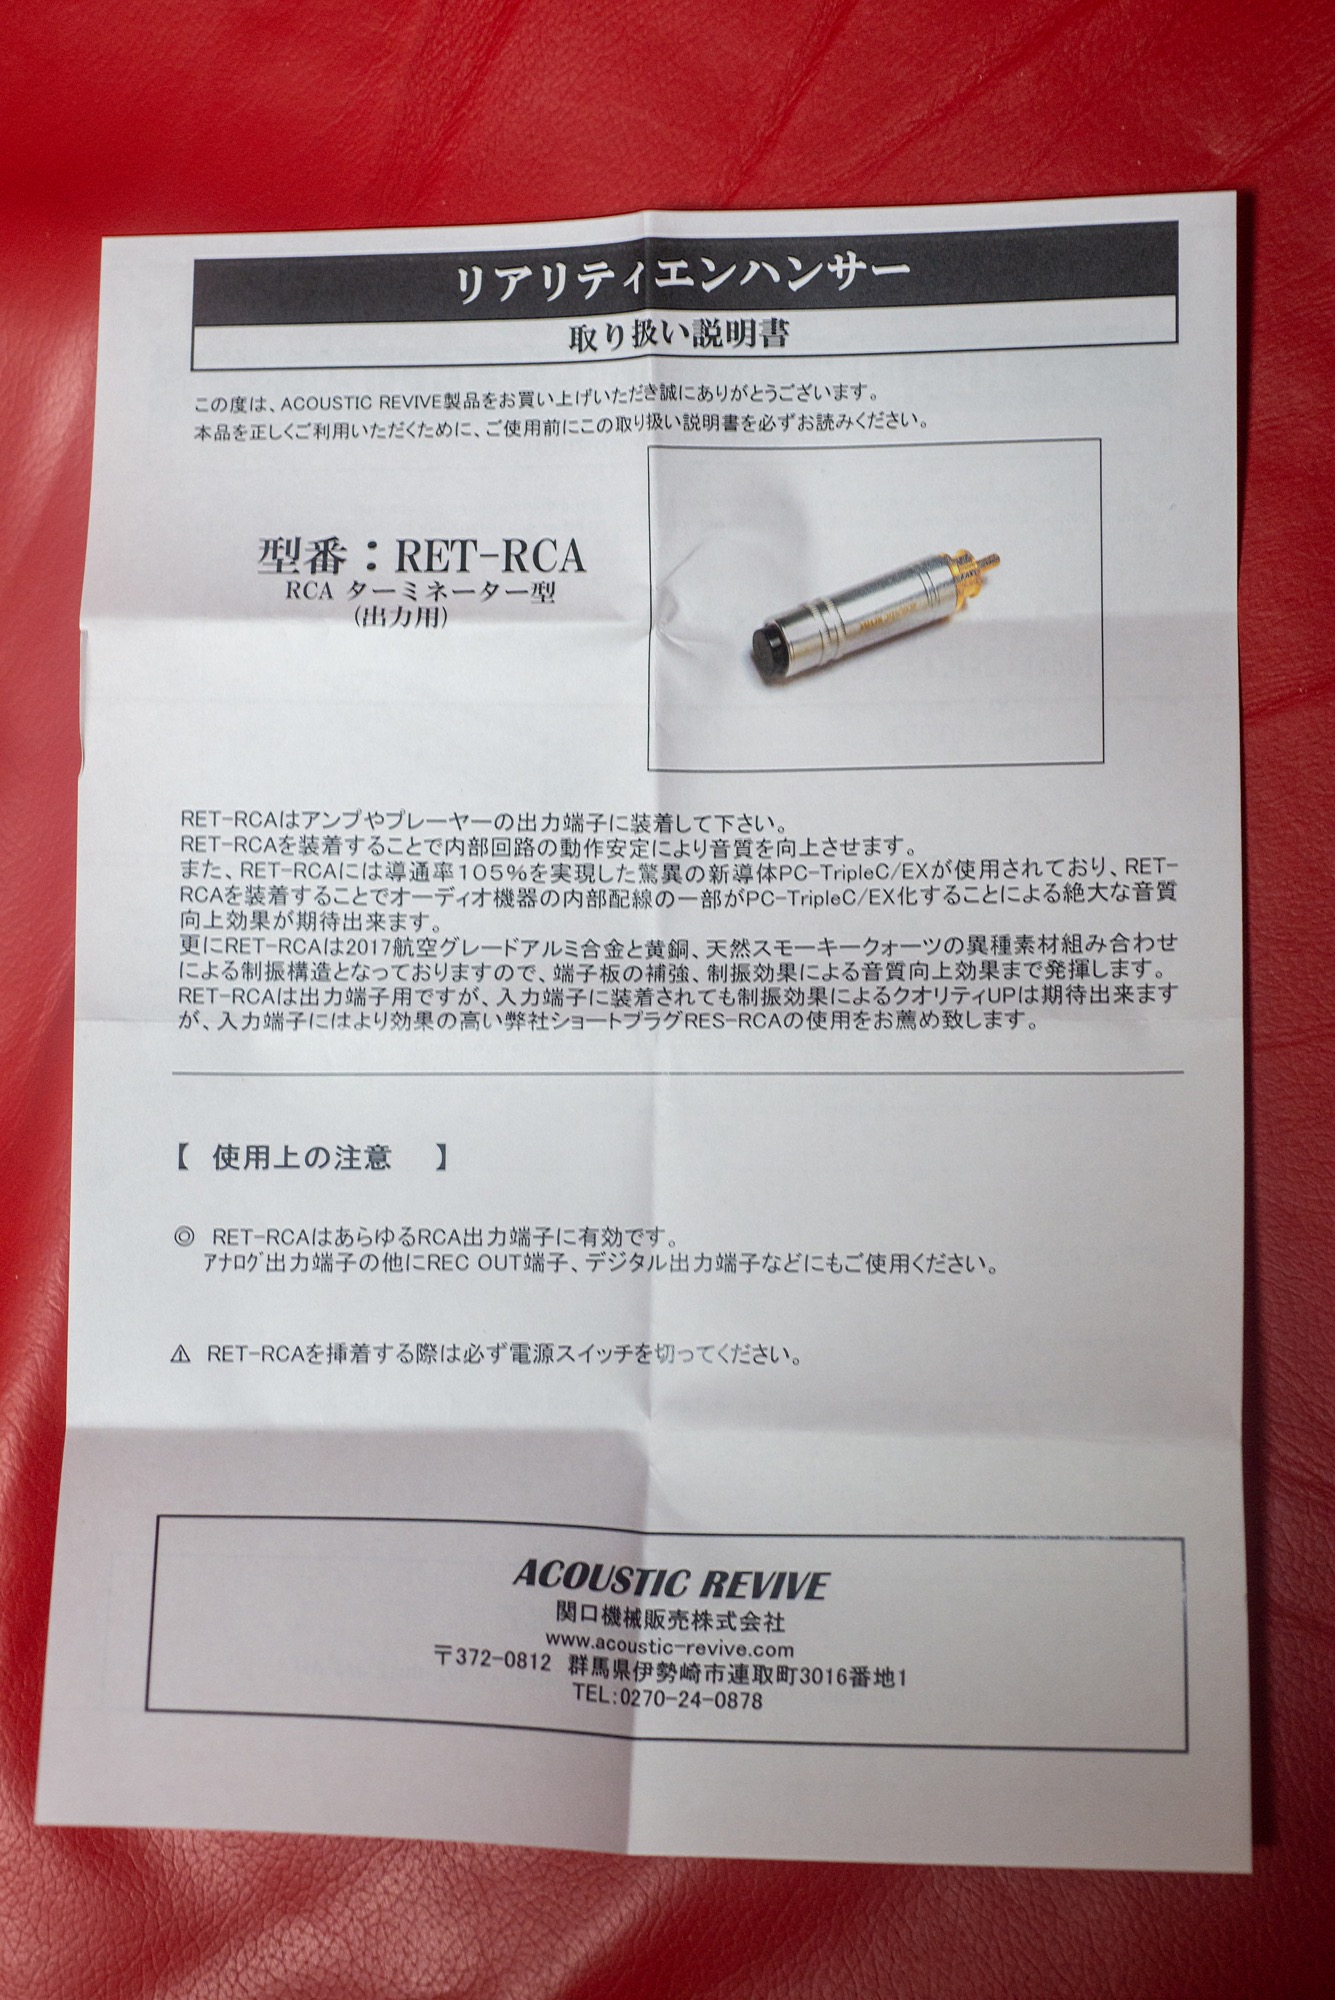 リアリティエンハンサー
取り扱い説明書
この度は、ACOUSTIC REVIVE製品をお買い上げいただき誠にありがとうございます。
本品を正しくご利用いただくために、ご使用前にこの取り扱い説明書を必ずお読みください。
型番：RET-RCA
RCA ターミネーター型
(出力用)
RET-RCAはアンプやプレーヤーの出力端子に装着して下さい。
RET-RCAを装着することで内部回路の動作安定により音質を向上させます。
また、RET-RCAには導通率105%を実現した驚異の新導体PC-TripleC/EXが使用されており、RET-
RCAを装着することでオーディオ機器の内部配線の一部がPC-TripleC/EX化することによる絶大な音質
向上効果が期待出来ます。
更にRET-RCAは2017航空グレードアルミ合金と黄銅、天然スモーキークォーツの異種素材組み合わせ
による制振構造となっておりますので、端子板の補強、制振効果による音質向上効果まで発揮します。
RET-RCAは出力端子用ですが、入力端子に装着されても制振効果によるクオリティUPは期待出来ます
が、入力端子にはより効果の高い弊社ショートプラグRES-RCAの使用をお薦め致します。
【 使用上の注意 】
◎ RET-RCAはあらゆるRCA出力端子に有効です。
ｱﾅﾛｸﾞ出力端子の他にREC OUT端子、デジタル出力端子などにもご使用ください。
⚠ RET-RCAを挿着する際は必ず電源スイッチを切ってください。
ACOUSTIC REVIVE
関口機械販売株式会社
www.acoustic-revive.com
〒372-0812 群馬県伊勢崎市連取町3016番地1
TEL:0270-24-0878